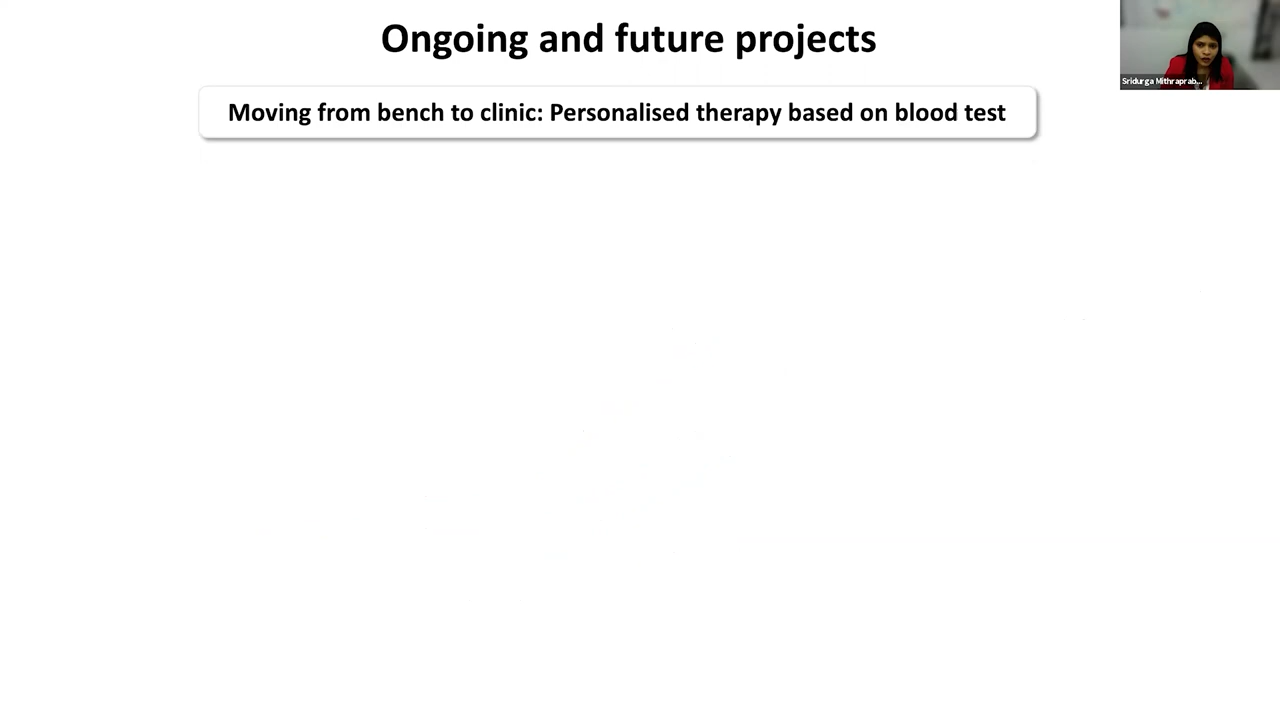 Ongoing and future projects
Sridurga Mithraprab...
Moving from bench to clinic: Personalised therapy based on blood test